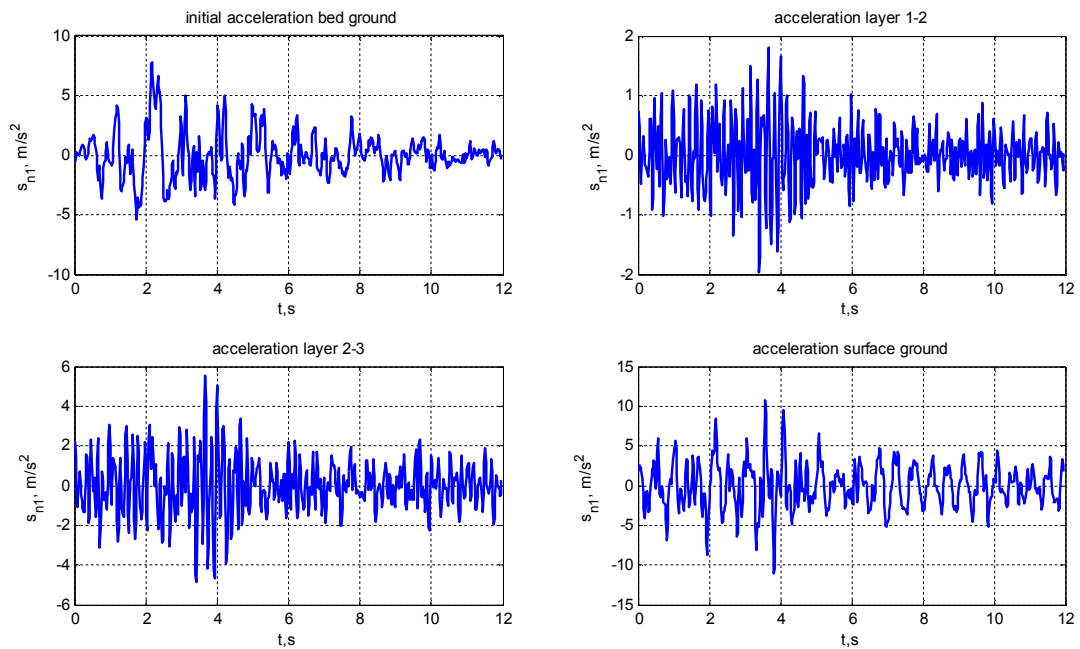 initial acceleration bed ground
10
5
0
-5
-10
s_n1, m/s^2
0 2 4 6 8 10 12
t,s
acceleration layer 1-2
2
1
0
-1
-2
s_n1, m/s^2
0 2 4 6 8 10 12
t,s
acceleration layer 2-3
6
4
2
0
-2
-4
-6
s_n1, m/s^2
0 2 4 6 8 10 12
t,s
acceleration surface ground
15
10
5
0
-5
-10
-15
s_n1, m/s^2
0 2 4 6 8 10 12
t,s